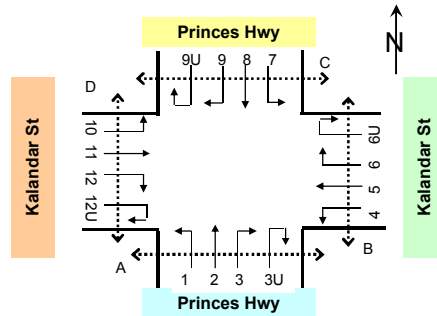 Princes Hwy
N
9U 9 8 7
D
C
Kalandar St
10
11
12
12U
6U
6
5
4
Kalandar St
A
B
1 2 3 3U
Princes Hwy